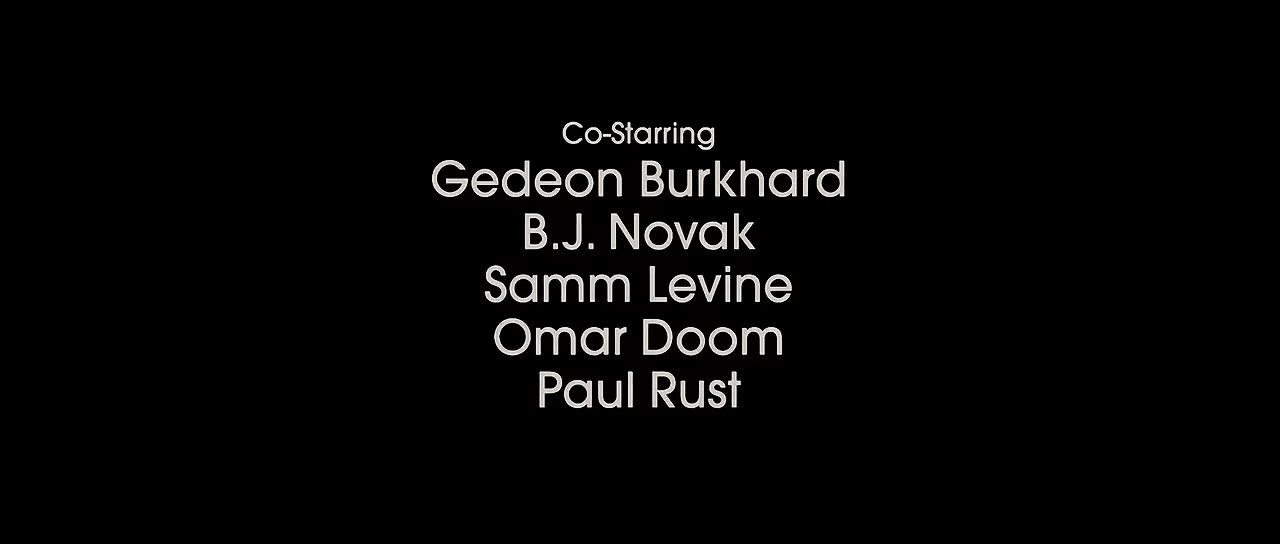 Co-Starring
Gedeon Burkhard
B.J. Novak
Samm Levine
Omar Doom
Paul Rust